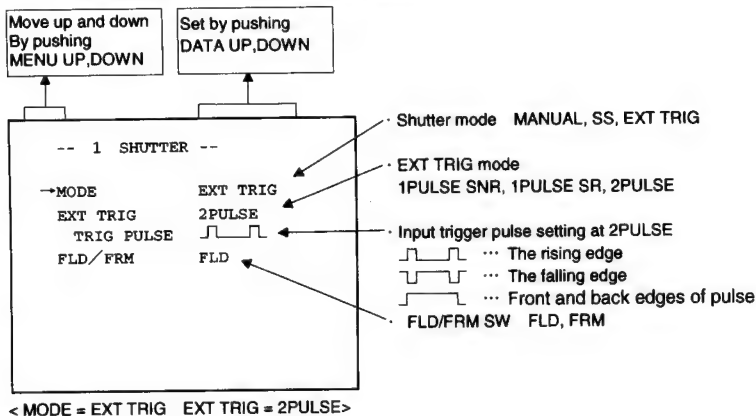 Move up and down
By pushing
MENU UP,DOWN
Set by pushing
DATA UP,DOWN
-- 1 SHUTTER --
→MODE EXT TRIG
EXT TRIG 2PULSE
TRIG PULSE
FLD/FRM FLD
· Shutter mode MANUAL, SS, EXT TRIG
· EXT TRIG mode
1PULSE SNR, 1PULSE SR, 2PULSE
· Input trigger pulse setting at 2PULSE
··· The rising edge
··· The falling edge
··· Front and back edges of pulse
· FLD/FRM SW FLD, FRM
< MODE = EXT TRIG EXT TRIG = 2PULSE>